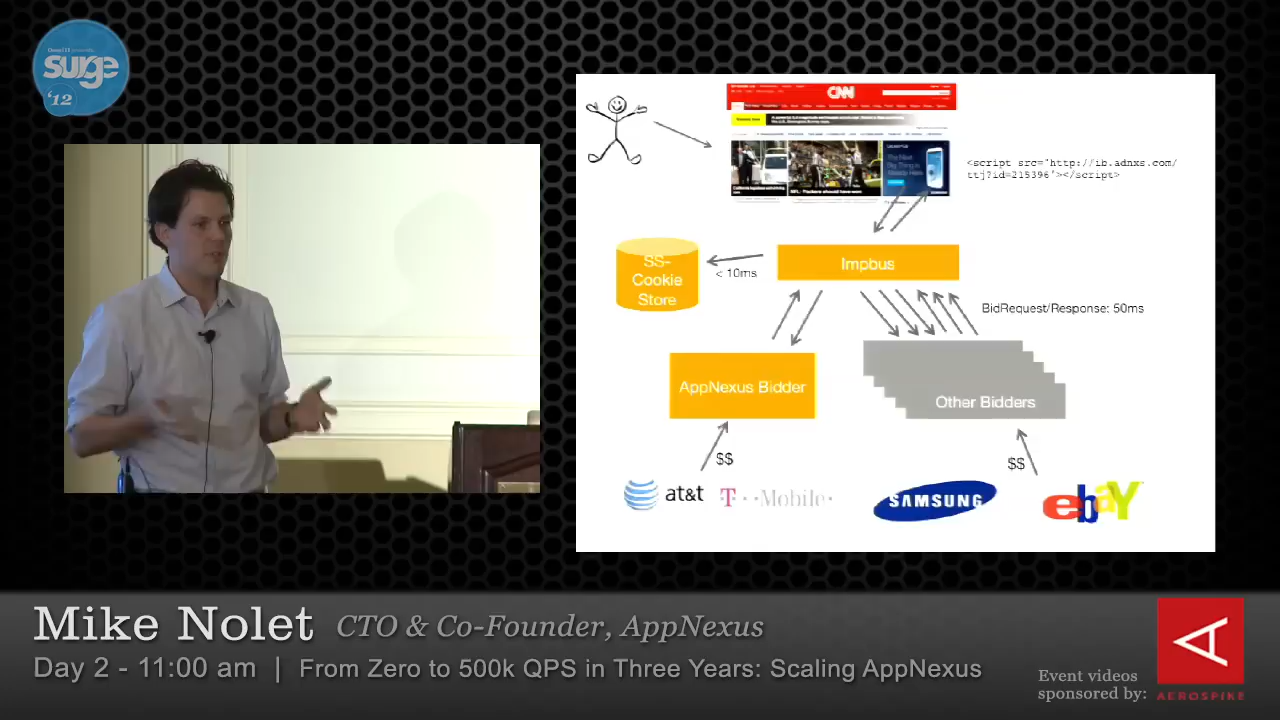 OmniTI presents
surge
'12
CNN
<script src="http://ib.adnxs.com/
ttj?id=215396"></script>
SS-
Cookie
Store
< 10ms
Impbus
BidRequest/Response: 50ms
AppNexus Bidder
Other Bidders
$$
$$
at&t
T··Mobile·
SAMSUNG
ebaY
Mike Nolet CTO & Co-Founder, AppNexus
Day 2 - 11:00 am | From Zero to 500k QPS in Three Years: Scaling AppNexus
Event videos
sponsored by:
AEROSPIKE